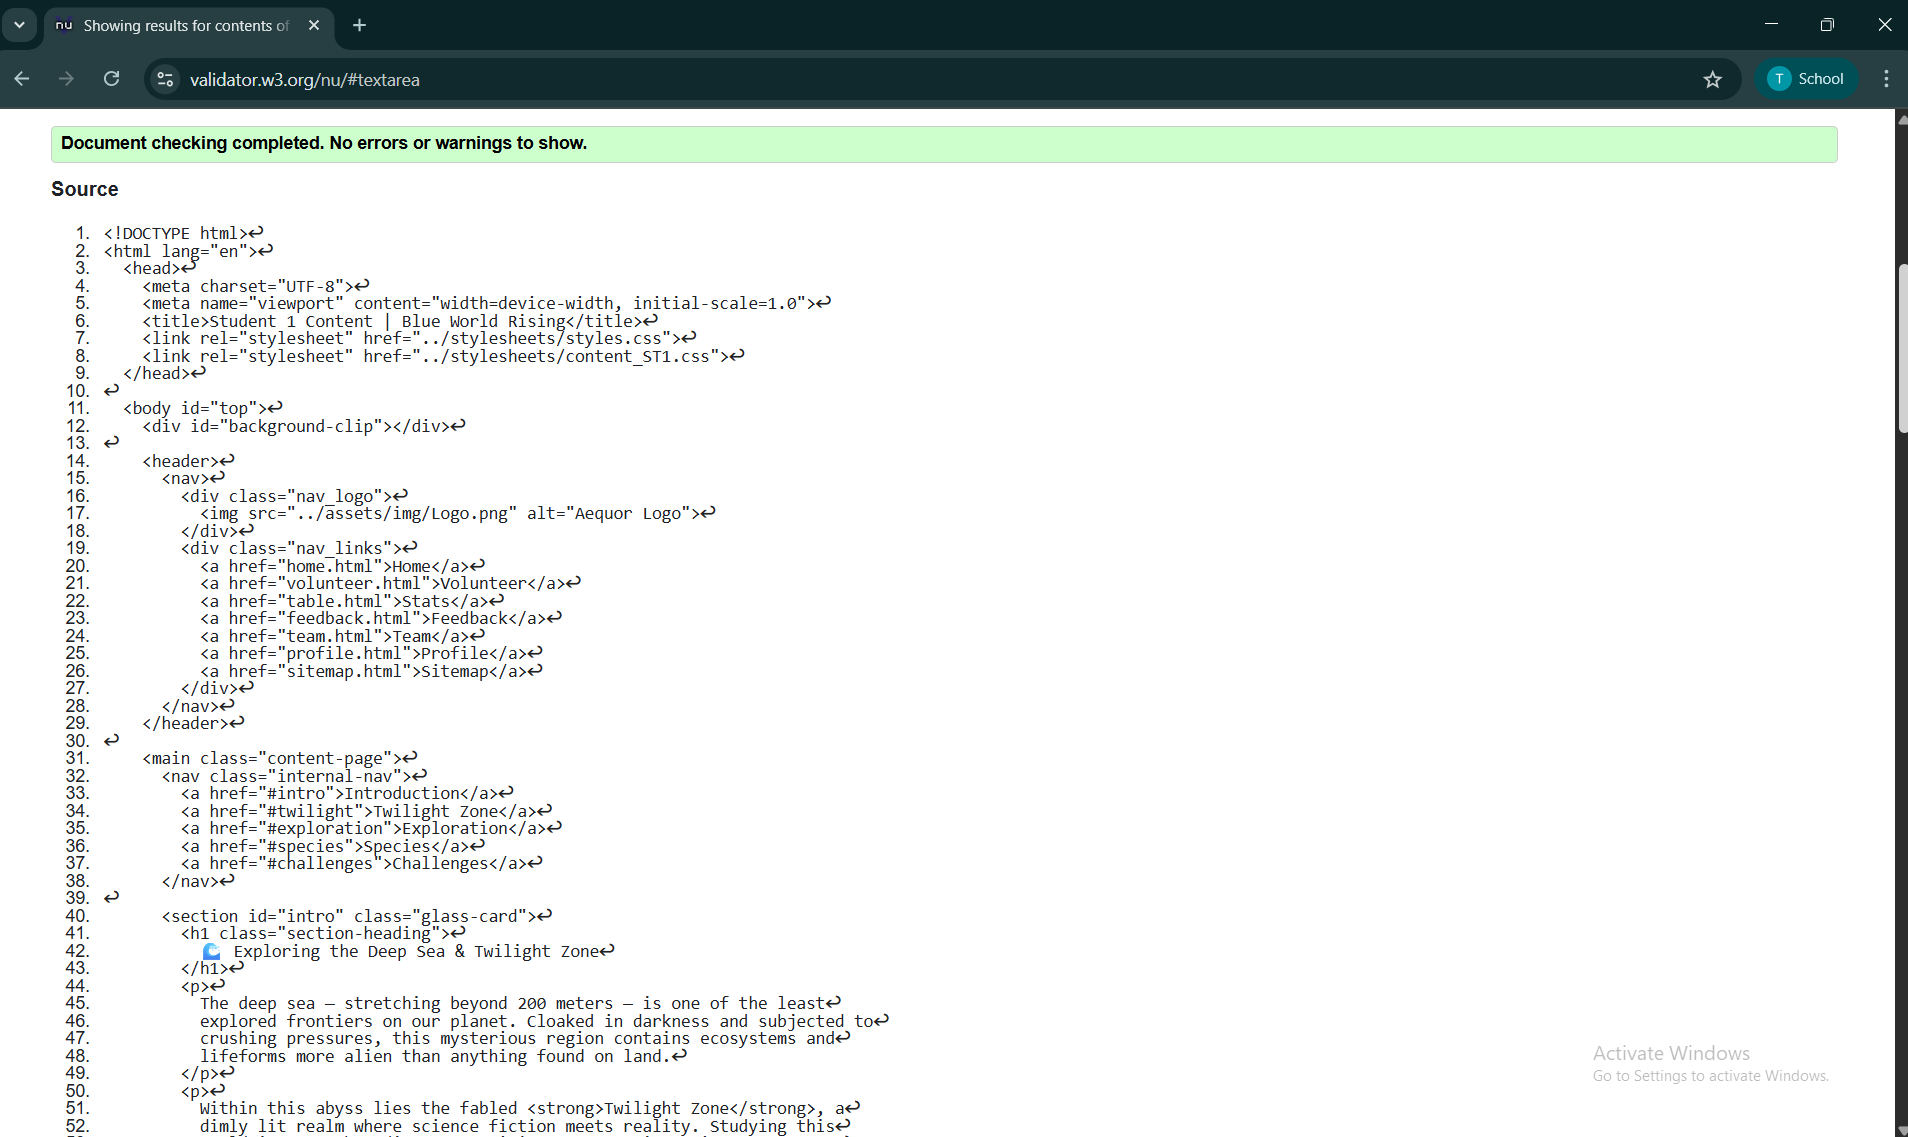 nu Showing results for contents of
validator.w3.org/nu/#textarea
T School
Document checking completed. No errors or warnings to show.
Source
1. <!DOCTYPE html>↩
2. <html lang="en">↩
3. <head>↩
4. <meta charset="UTF-8">↩
5. <meta name="viewport" content="width=device-width, initial-scale=1.0">↩
6. <title>Student 1 Content | Blue World Rising</title>↩
7. <link rel="stylesheet" href="../stylesheets/styles.css">↩
8. <link rel="stylesheet" href="../stylesheets/content_ST1.css">↩
9. </head>↩
10. ↩
11. <body id="top">↩
12. <div id="background-clip"></div>↩
13. ↩
14. <header>↩
15. <nav>↩
16. <div class="nav_logo">↩
17. <img src="../assets/img/Logo.png" alt="Aequor Logo">↩
18. </div>↩
19. <div class="nav_links">↩
20. <a href="home.html">Home</a>↩
21. <a href="volunteer.html">Volunteer</a>↩
22. <a href="table.html">Stats</a>↩
23. <a href="feedback.html">Feedback</a>↩
24. <a href="team.html">Team</a>↩
25. <a href="profile.html">Profile</a>↩
26. <a href="sitemap.html">Sitemap</a>↩
27. </div>↩
28. </nav>↩
29. </header>↩
30. ↩
31. <main class="content-page">↩
32. <nav class="internal-nav">↩
33. <a href="#intro">Introduction</a>↩
34. <a href="#twilight">Twilight Zone</a>↩
35. <a href="#exploration">Exploration</a>↩
36. <a href="#species">Species</a>↩
37. <a href="#challenges">Challenges</a>↩
38. </nav>↩
39. ↩
40. <section id="intro" class="glass-card">↩
41. <h1 class="section-heading">↩
42. 🌊 Exploring the Deep Sea & Twilight Zone↩
43. </h1>↩
44. <p>↩
45. The deep sea — stretching beyond 200 meters — is one of the least↩
46. explored frontiers on our planet. Cloaked in darkness and subjected to↩
47. crushing pressures, this mysterious region contains ecosystems and↩
48. lifeforms more alien than anything found on land.↩
49. </p>↩
50. <p>↩
51. Within this abyss lies the fabled <strong>Twilight Zone</strong>, a↩
52. dimly lit realm where science fiction meets reality. Studying this↩
Activate Windows
Go to Settings to activate Windows.